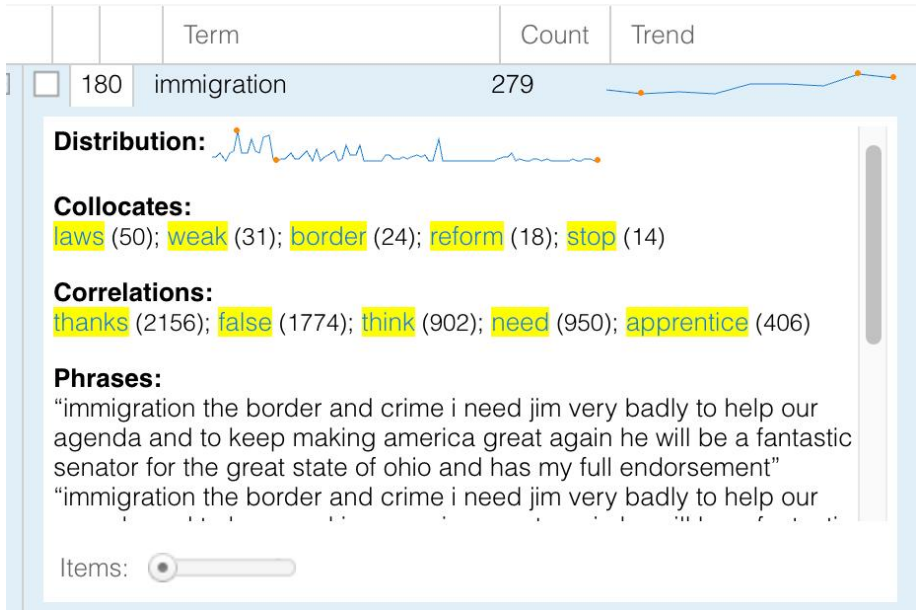 Term Count Trend
180 immigration 279
Distribution:
Collocates:
laws (50); weak (31); border (24); reform (18); stop (14)
Correlations:
thanks (2156); false (1774); think (902); need (950); apprentice (406)
Phrases:
“immigration the border and crime i need jim very badly to help our
agenda and to keep making america great again he will be a fantastic
senator for the great state of ohio and has my full endorsement”
“immigration the border and crime i need jim very badly to help our
Items: